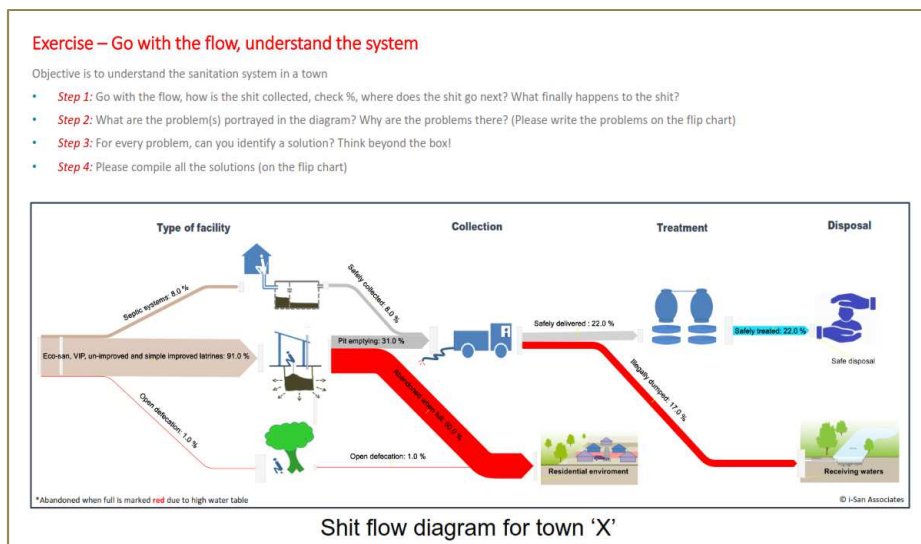 Exercise – Go with the flow, understand the system
Objective is to understand the sanitation system in a town
• Step 1: Go with the flow, how is the shit collected, check %, where does the shit go next? What finally happens to the shit?
• Step 2: What are the problem(s) portrayed in the diagram? Why are the problems there? (Please write the problems on the flip chart)
• Step 3: For every problem, can you identify a solution? Think beyond the box!
• Step 4: Please compile all the solutions (on the flip chart)
Type of facility
Collection
Treatment
Disposal
Septic systems: 8.0 %
Safely collected: 8.0 %
Eco-san, VIP, un-improved and simple improved latrines: 91.0 %
Pit emptying: 31.0 %
Safely delivered : 22.0 %
Safely treated: 22.0 %
Safe disposal
Abandoned when full: 60.0 %
Illegally dumped: 17.0 %
Open defecation: 1.0 %
Open defecation: 1.0 %
Residential enviroment
Receiving waters
*Abandoned when full is marked red due to high water table
© i-San Associates
Shit flow diagram for town ‘X’